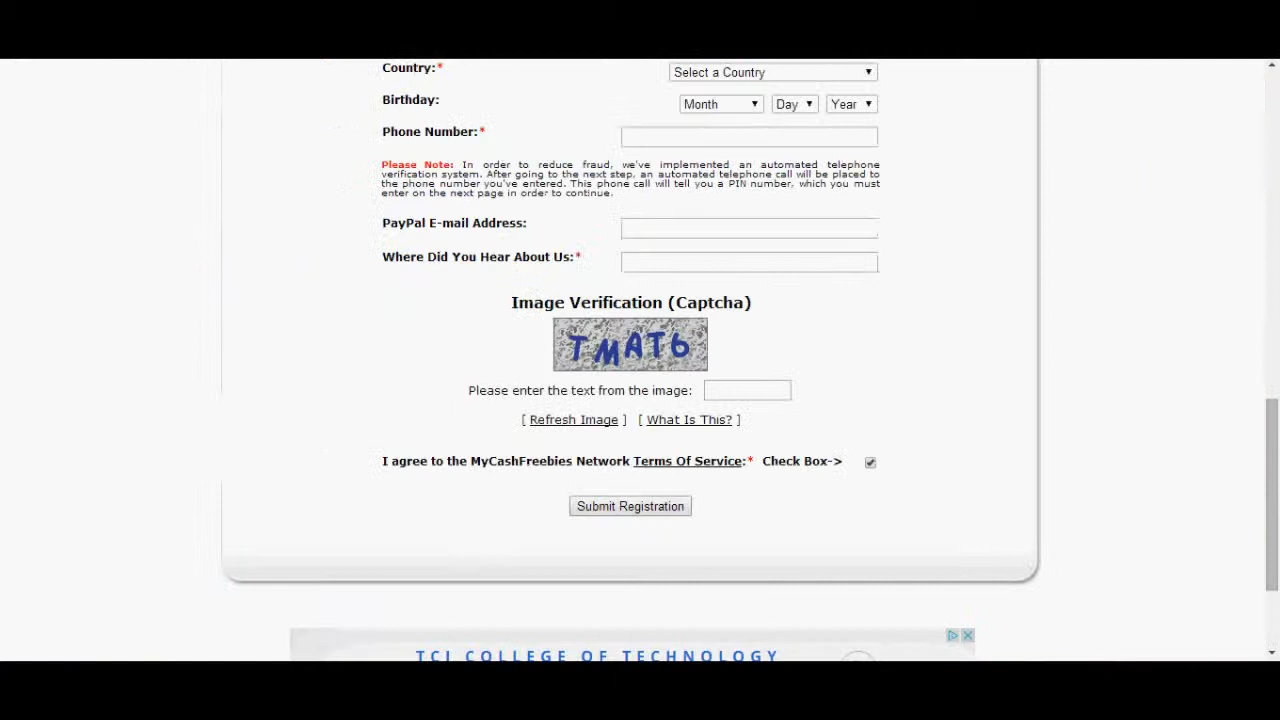 Country:*
Select a Country
Birthday:
Month Day Year
Phone Number:*
Please Note: In order to reduce fraud, we've implemented an automated telephone
verification system. After going to the next step, an automated telephone call will be placed to
the phone number you've entered. This phone call will tell you a PIN number, which you must
enter on the next page in order to continue.
PayPal E-mail Address:
Where Did You Hear About Us:*
Image Verification (Captcha)
TMAT6
Please enter the text from the image:
[ Refresh Image ] [ What Is This? ]
I agree to the MyCashFreebies Network Terms Of Service:* Check Box->
Submit Registration
TCI COLLEGE OF TECHNOLOGY